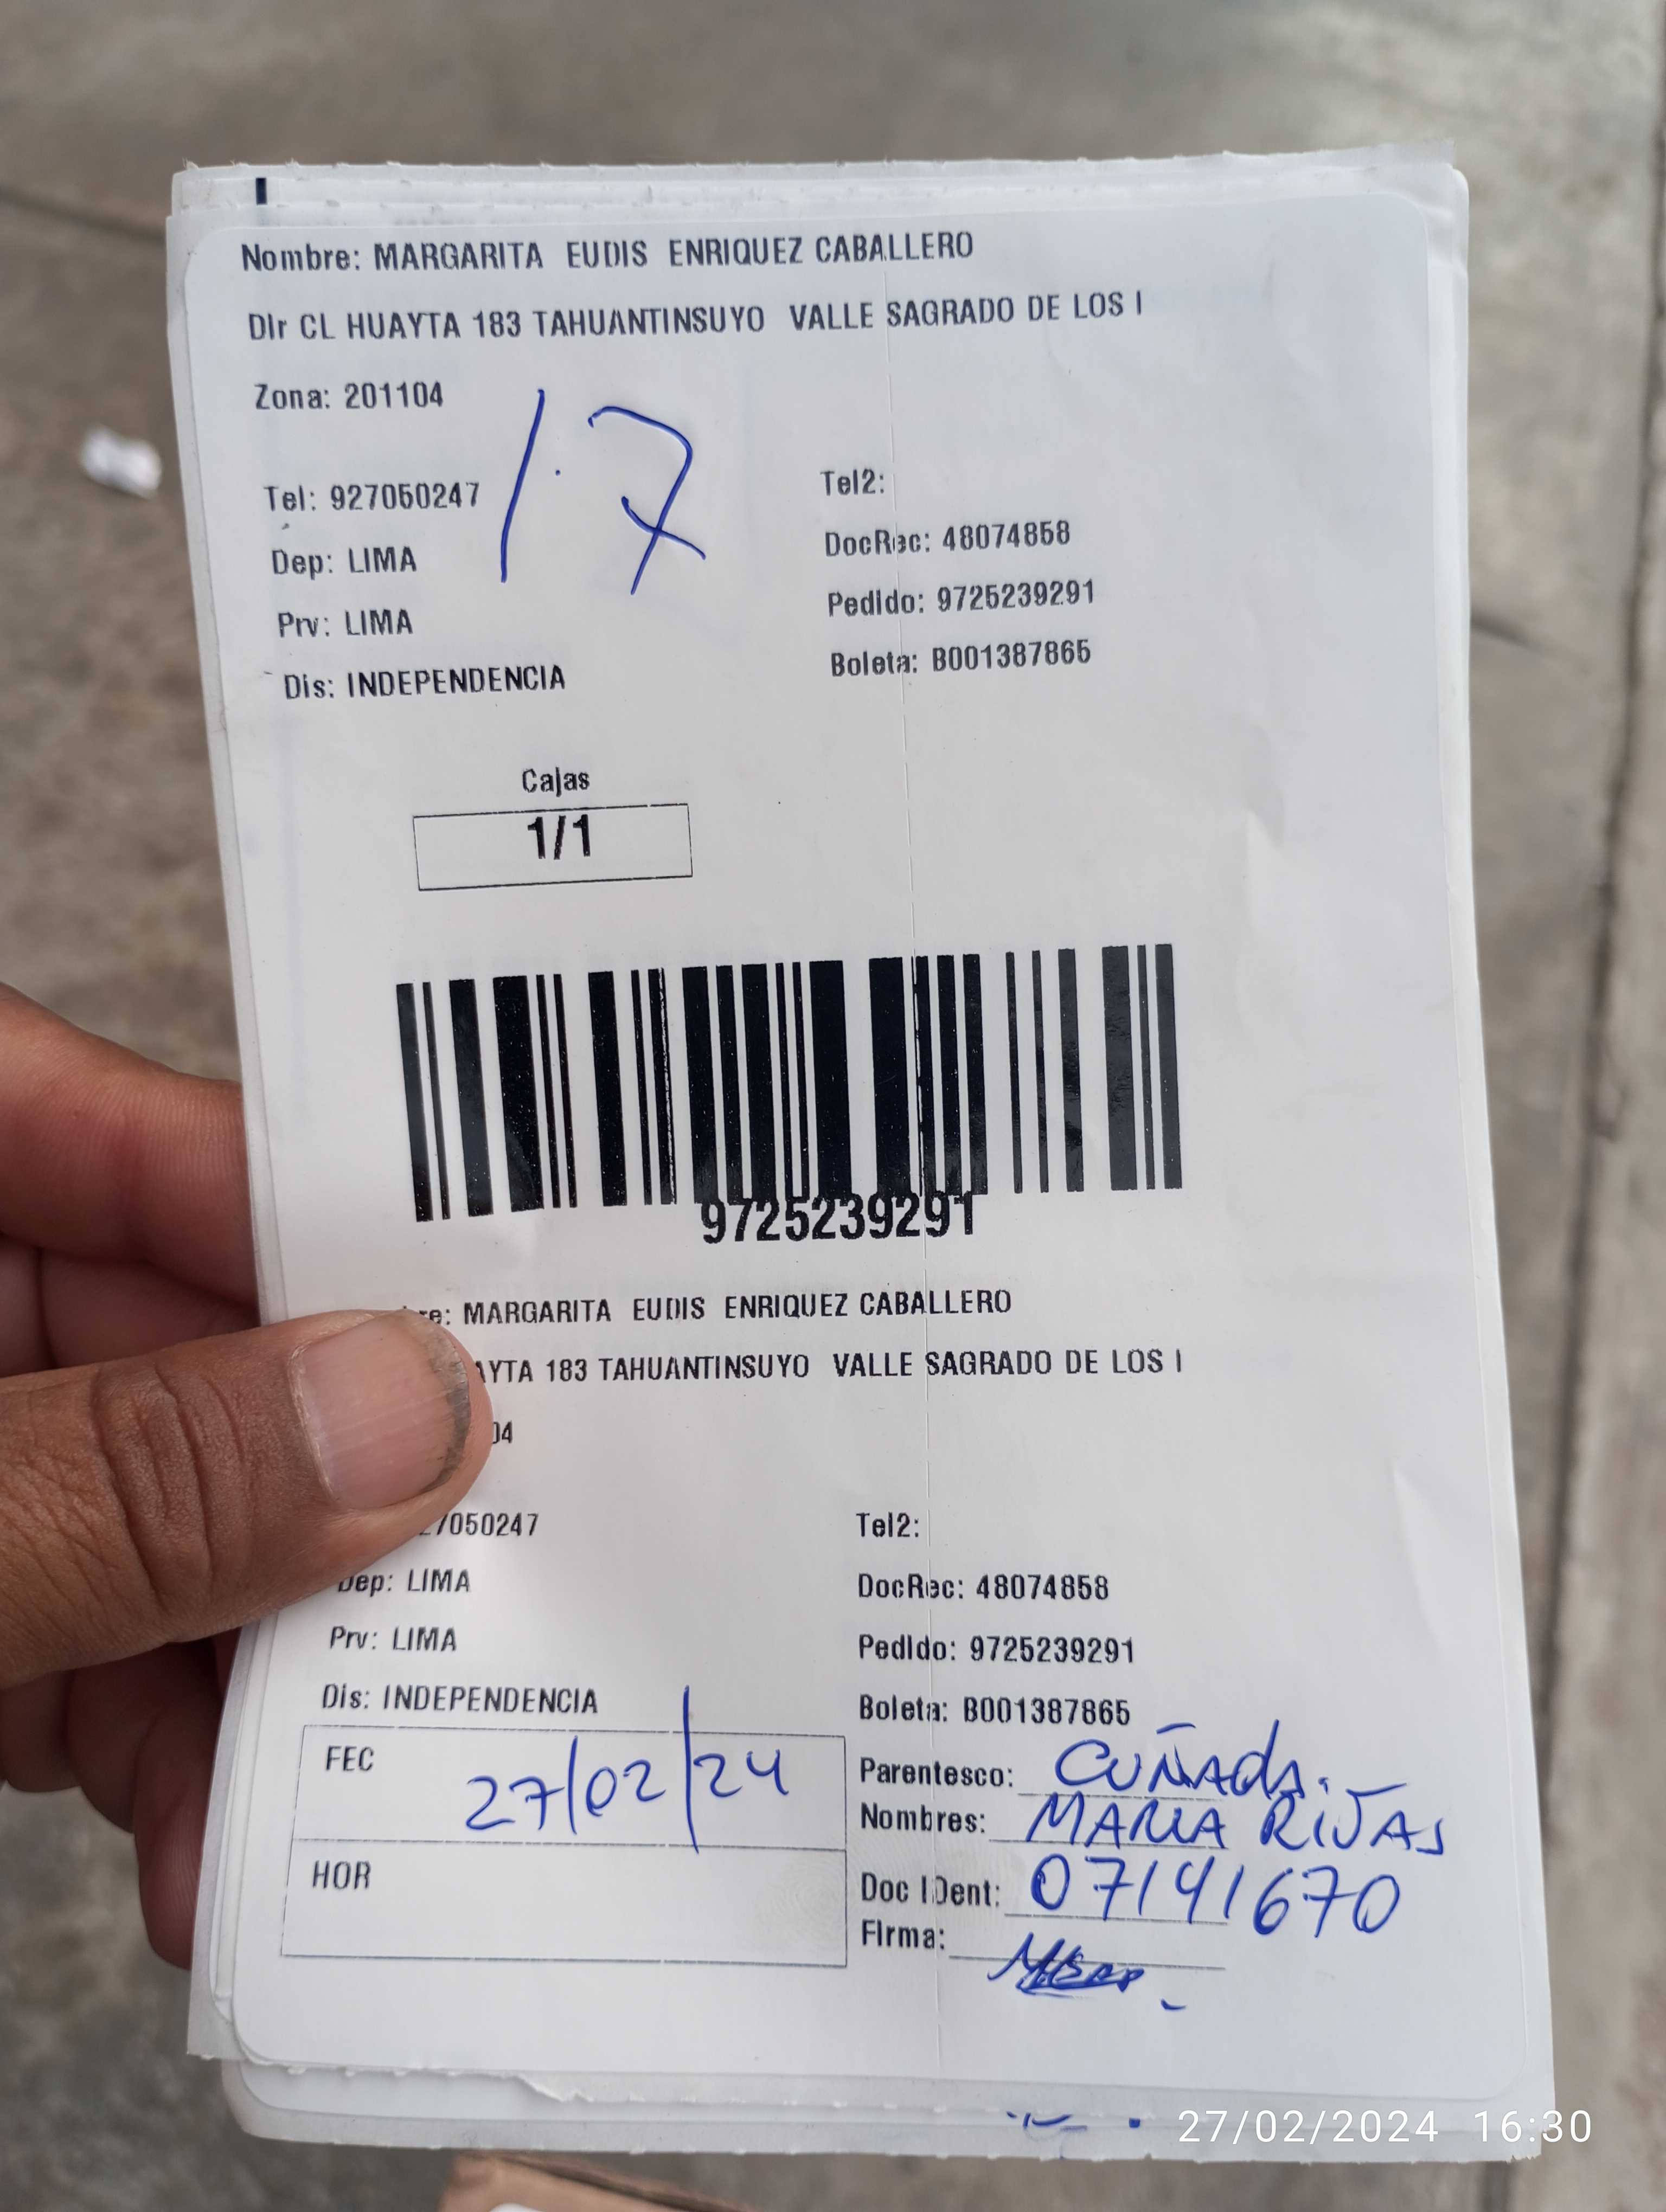 Nombre: MARGARITA EUDIS ENRIQUEZ CABALLERO
Dir CL HUAYTA 183 TAHUANTINSUYO VALLE SAGRADO DE LOS I
Zona: 201104
17
Tel: 927050247 Tel2:
DocRec: 48074858
Dep: LIMA
Pedido: 9725239291
Prv: LIMA
Boleta: B001387865
Dis: INDEPENDENCIA
Cajas
1/1
9725239291
re: MARGARITA EUDIS ENRIQUEZ CABALLERO
AYTA 183 TAHUANTINSUYO VALLE SAGRADO DE LOS I
04
27050247 Tel2:
Dep: LIMA DocRec: 48074858
Prv: LIMA Pedido: 9725239291
Dis: INDEPENDENCIA Boleta: B001387865
FEC 27/02/24
Parentesco: CUÑADA.
Nombres: MARIA RIVAS
HOR
Doc IDent: 07141670
Firma:
27/02/2024 16:30